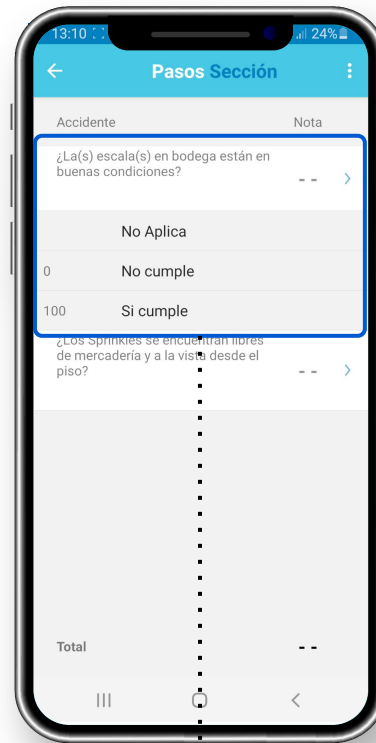 13:10
24%
Pasos Sección
Accidente Nota
¿La(s) escala(s) en bodega están en
buenas condiciones?
- -
No Aplica
0 No cumple
100 Si cumple
¿Los Sprinkles se encuentran libres
de mercadería y a la vista desde el
piso?
- -
Total - -